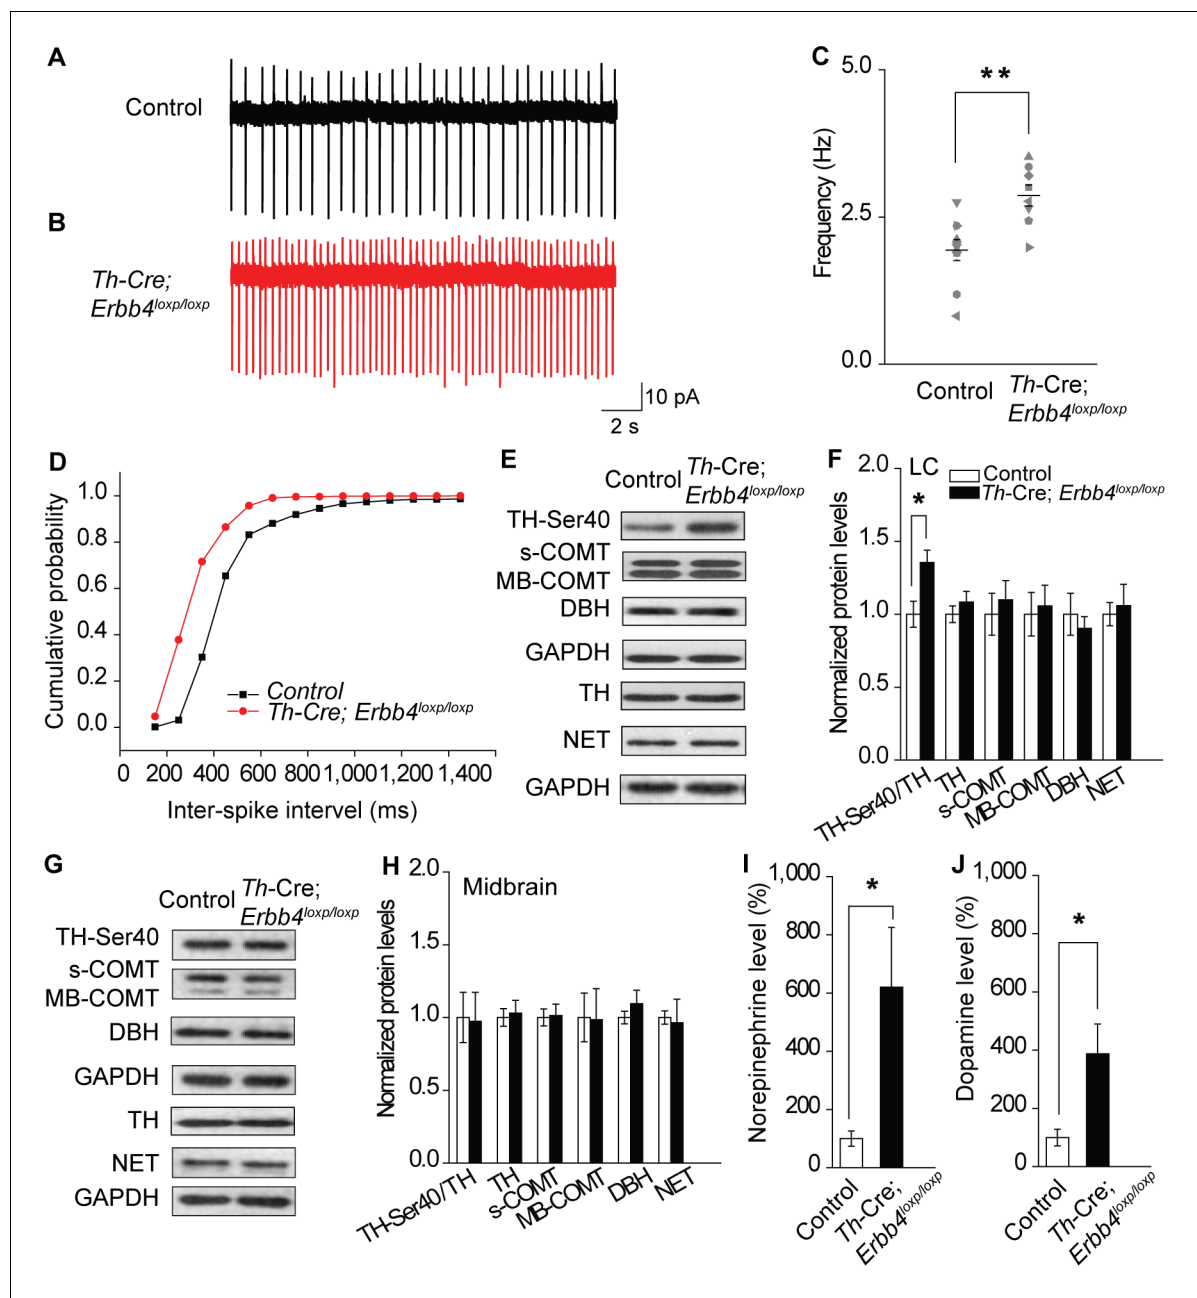 A
Control
B
Th-Cre;
Erbb4loxp/loxp
10 pA
2 s
C
5.0
2.5
0.0
Frequency (Hz)
**
Control
Th-Cre;
Erbb4loxp/loxp
D
Cumulative probability
1.0
0.8
0.6
0.4
0.2
0.0
Control
Th-Cre; Erbb4loxp/loxp
0 200 400 600 800 1,000 1,200 1,400
Inter-spike intervel (ms)
E
Control
Th-Cre;
Erbb4loxp/loxp
TH-Ser40
s-COMT
MB-COMT
DBH
GAPDH
TH
NET
GAPDH
F
Normalized protein levels
2.0
1.5
1.0
0.5
0.0
LC
Control
Th-Cre; Erbb4loxp/loxp
*
TH-Ser40/TH
TH
s-COMT
MB-COMT
DBH
NET
G
Control
Th-Cre;
Erbb4loxp/loxp
TH-Ser40
s-COMT
MB-COMT
DBH
GAPDH
TH
NET
GAPDH
H
Normalized protein levels
2.0
1.5
1.0
0.5
0.0
Midbrain
TH-Ser40/TH
TH
s-COMT
MB-COMT
DBH
NET
I
Norepinephrine level (%)
1,000
800
600
400
200
0
*
Control
Th-Cre;
Erbb4loxp/loxp
J
Dopamine level (%)
1,000
800
600
400
200
0
*
Control
Th-Cre;
Erbb4loxp/loxp